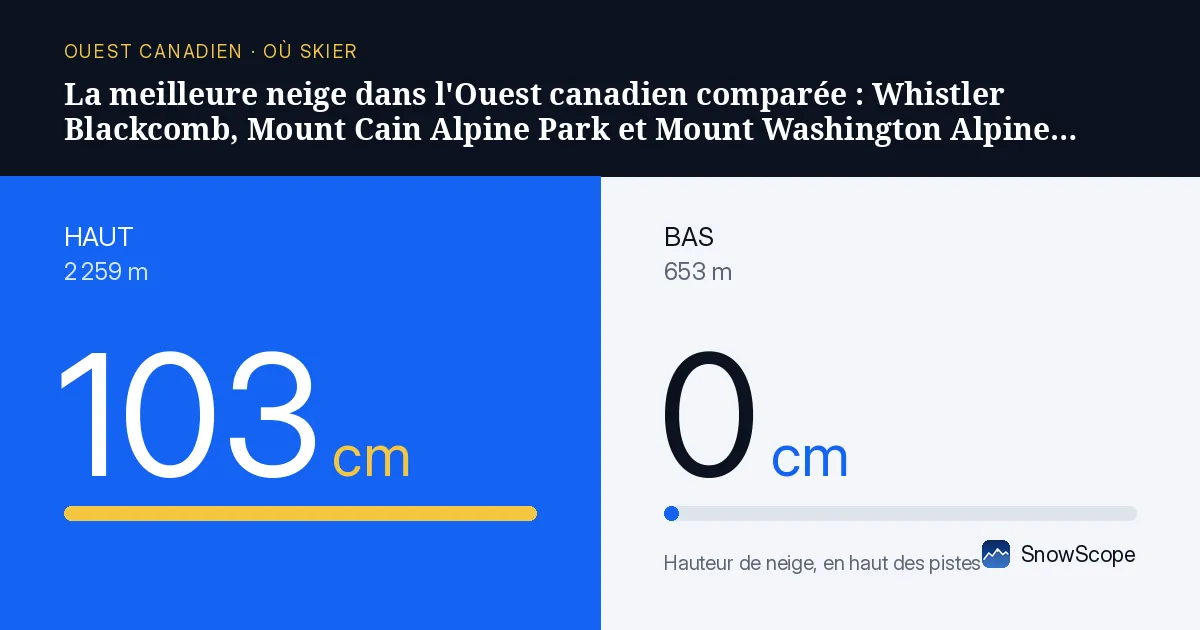 OUEST CANADIEN · OÙ SKIER
La meilleure neige dans l'Ouest canadien comparée : Whistler
Blackcomb, Mount Cain Alpine Park et Mount Washington Alpine...
HAUT
2 259 m
103 cm
BAS
653 m
0 cm
Hauteur de neige, en haut des pistes
SnowScope